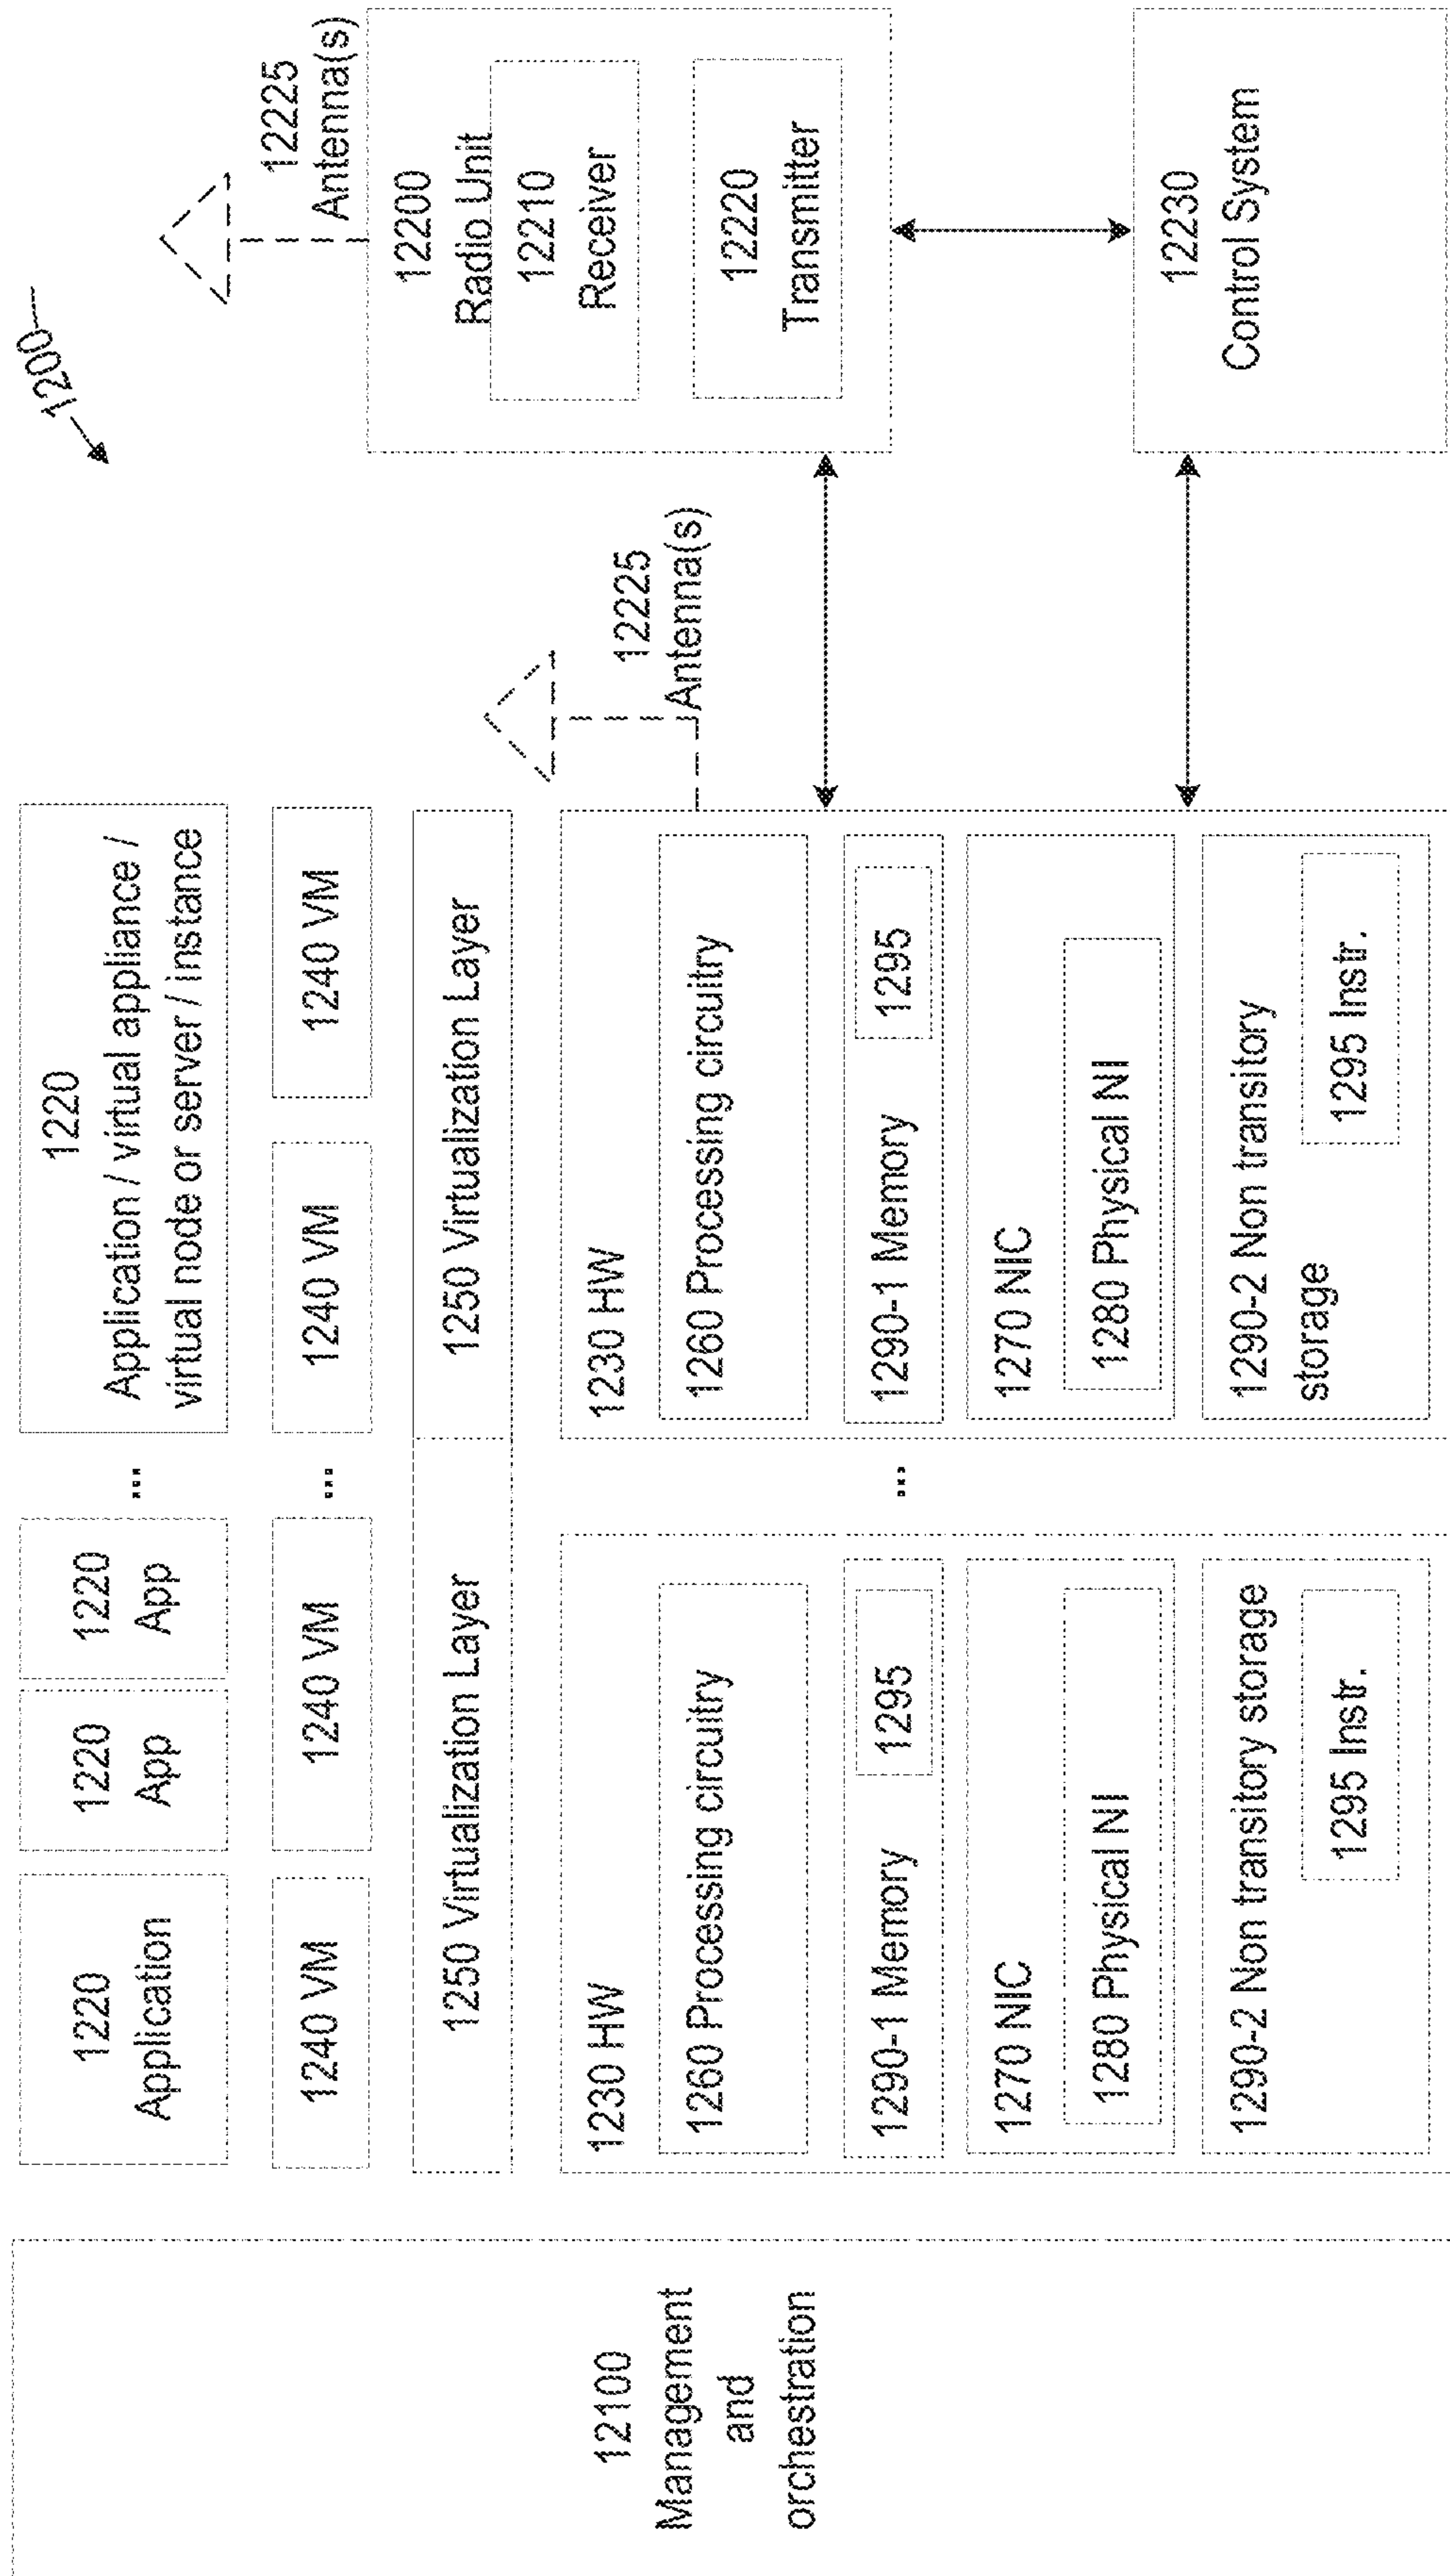 1200
12100
Management
and
orchestration
1220
Application
1220
App
1220
App
...
1220
Application / virtual appliance /
virtual node or server / instance
1240 VM
1240 VM
...
1240 VM
1240 VM
1250 Virtualization Layer
1250 Virtualization Layer
1230 HW
1260 Processing circuitry
1290-1 Memory
1295
1270 NIC
1280 Physical NI
1290-2 Non transitory storage
1295 Instr.
...
1230 HW
1260 Processing circuitry
1290-1 Memory
1295
1270 NIC
1280 Physical NI
1290-2 Non transitory
storage
1295 Instr.
12225
Antenna(s)
12225
Antenna(s)
12200
Radio Unit
12210
Receiver
12220
Transmitter
12230
Control System